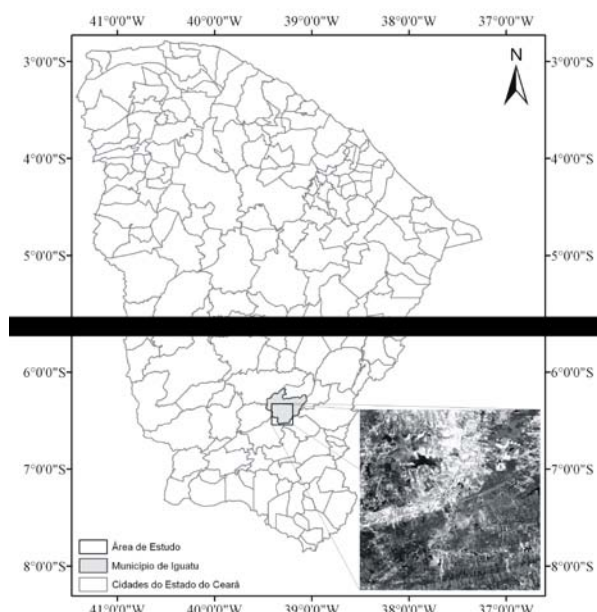 41°0'0"W 40°0'0"W 39°0'0"W 38°0'0"W 37°0'0"W
N
3°0'0"S 3°0'0"S
4°0'0"S 4°0'0"S
5°0'0"S 5°0'0"S
6°0'0"S 6°0'0"S
7°0'0"S 7°0'0"S
8°0'0"S 8°0'0"S
Área de Estudo
Município de Iguatu
Cidades do Estado do Ceará
41°0'0"W 40°0'0"W 39°0'0"W 38°0'0"W 37°0'0"W